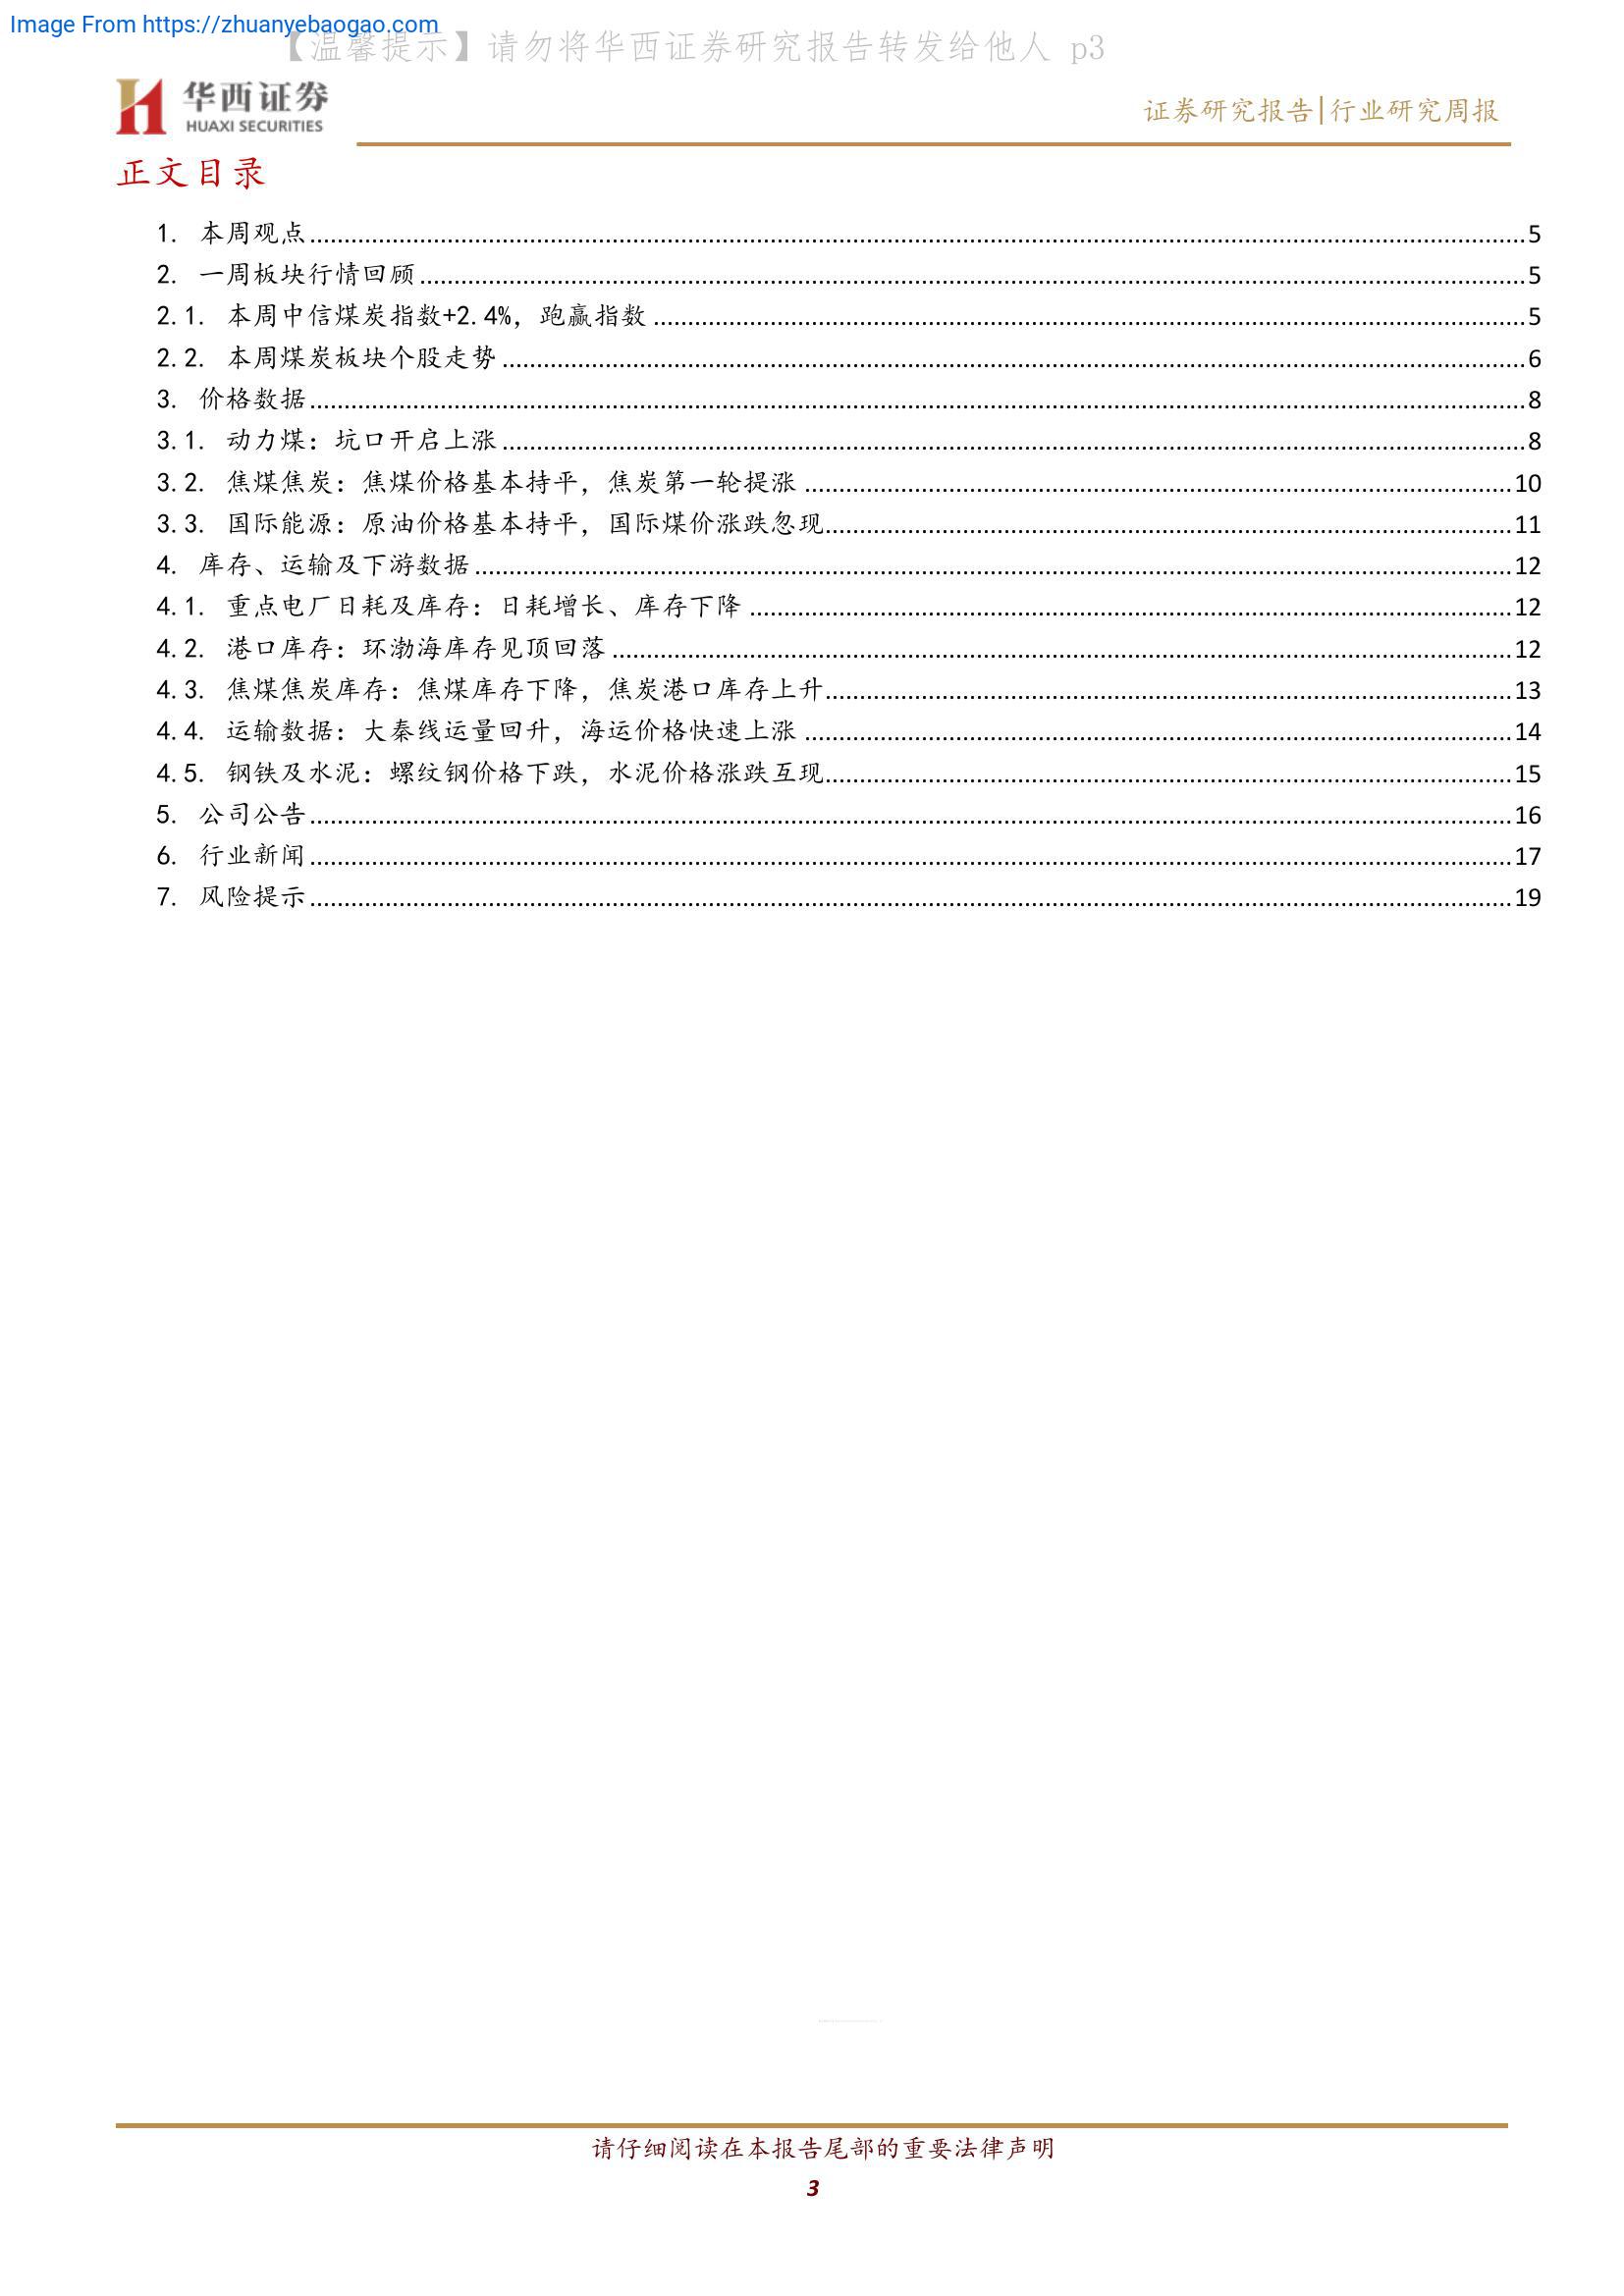 Image From https://zhuanyebaogao.com
【温馨提示】请勿将华西证券研究报告转发给他人 p3
华西证券
HUAXI SECURITIES
证券研究报告|行业研究周报
正文目录
1. 本周观点 5
2. 一周板块行情回顾 5
2.1. 本周中信煤炭指数+2.4%，跑赢指数 5
2.2. 本周煤炭板块个股走势 6
3. 价格数据 8
3.1. 动力煤：坑口开启上涨 8
3.2. 焦煤焦炭：焦煤价格基本持平，焦炭第一轮提涨 10
3.3. 国际能源：原油价格基本持平，国际煤价涨跌忽现 11
4. 库存、运输及下游数据 12
4.1. 重点电厂日耗及库存：日耗增长、库存下降 12
4.2. 港口库存：环渤海库存见顶回落 12
4.3. 焦煤焦炭库存：焦煤库存下降，焦炭港口库存上升 13
4.4. 运输数据：大秦线运量回升，海运价格快速上涨 14
4.5. 钢铁及水泥：螺纹钢价格下跌，水泥价格涨跌互现 15
5. 公司公告 16
6. 行业新闻 17
7. 风险提示 19
请仔细阅读在本报告尾部的重要法律声明
3